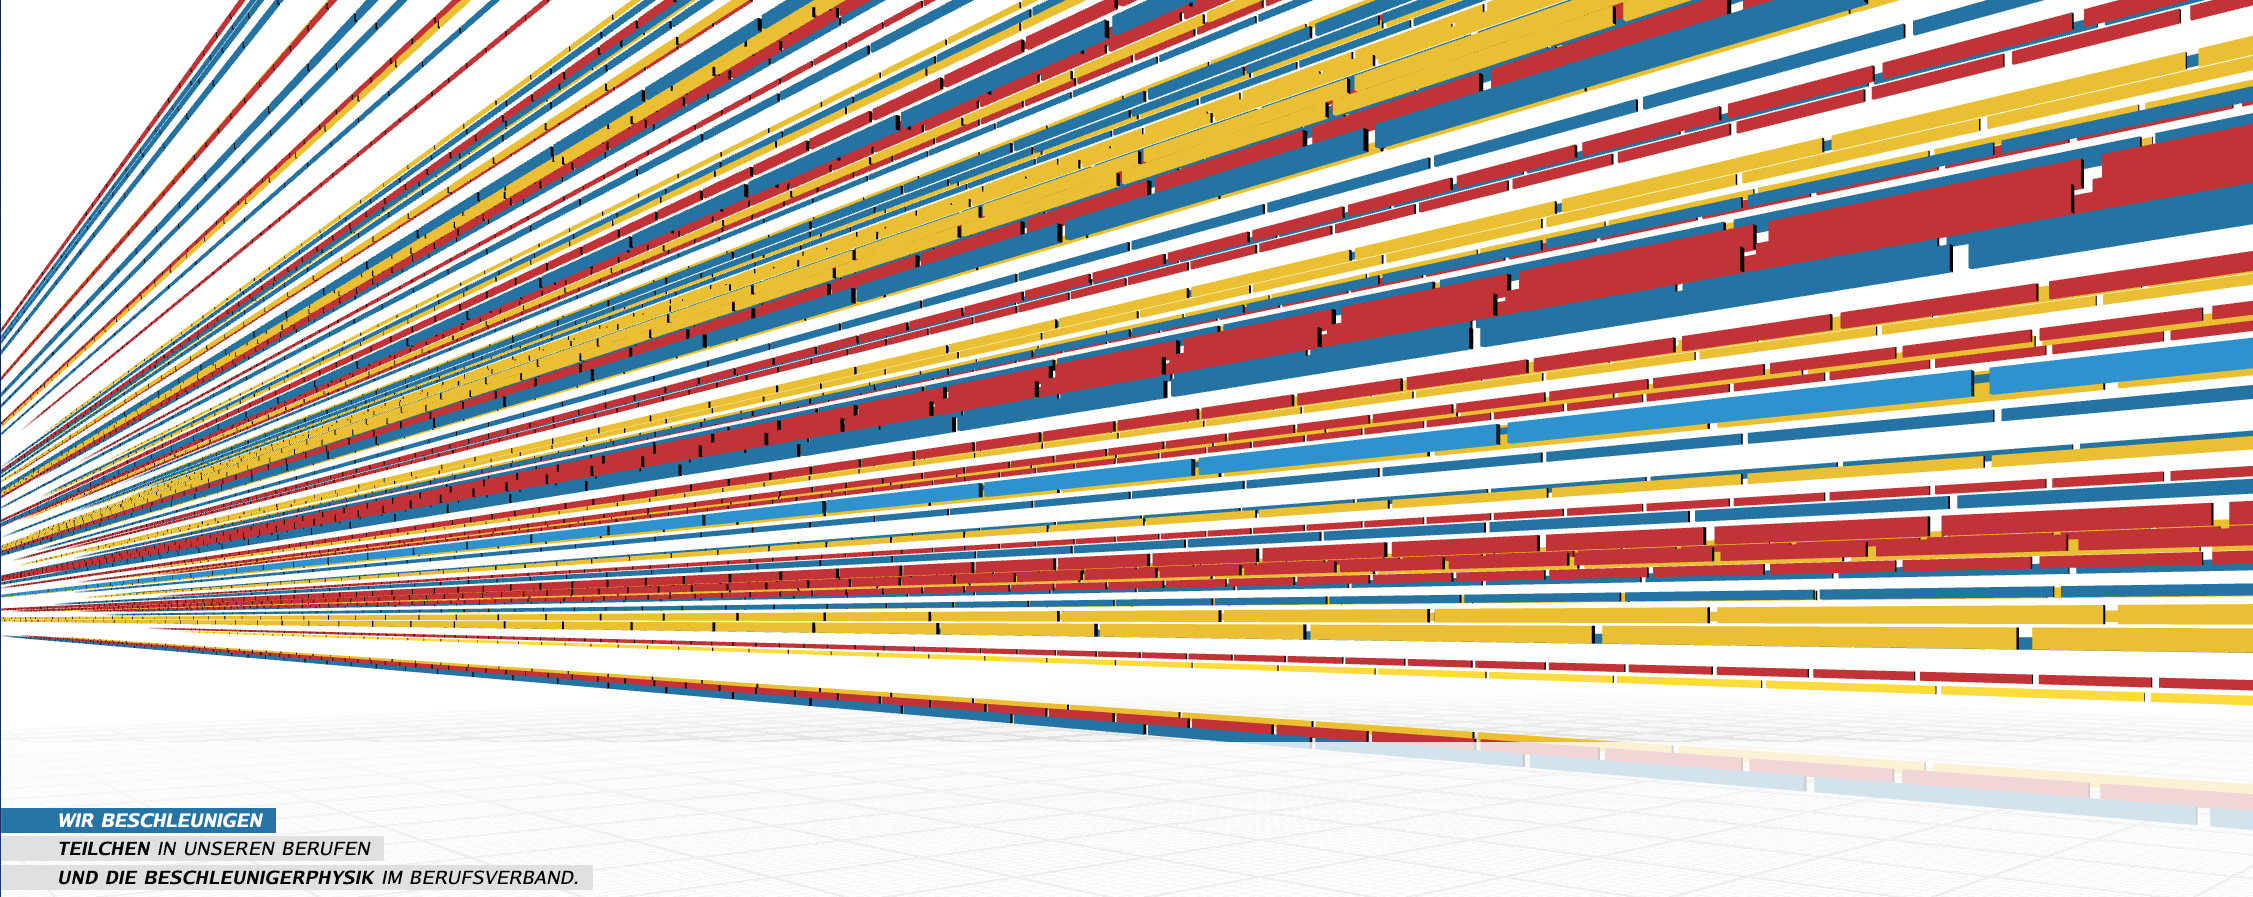 WIR BESCHLEUNIGEN
TEILCHEN IN UNSEREN BERUFEN
UND DIE BESCHLEUNIGERPHYSIK IM BERUFSVERBAND.